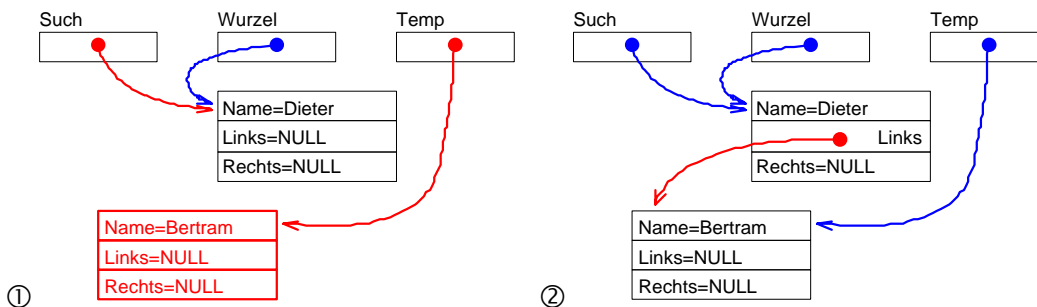 Such Wurzel Temp
Name=Dieter
Links=NULL
Rechts=NULL
Name=Bertram
Links=NULL
Rechts=NULL
①
Such Wurzel Temp
Name=Dieter
Links
Rechts=NULL
Name=Bertram
Links=NULL
Rechts=NULL
②